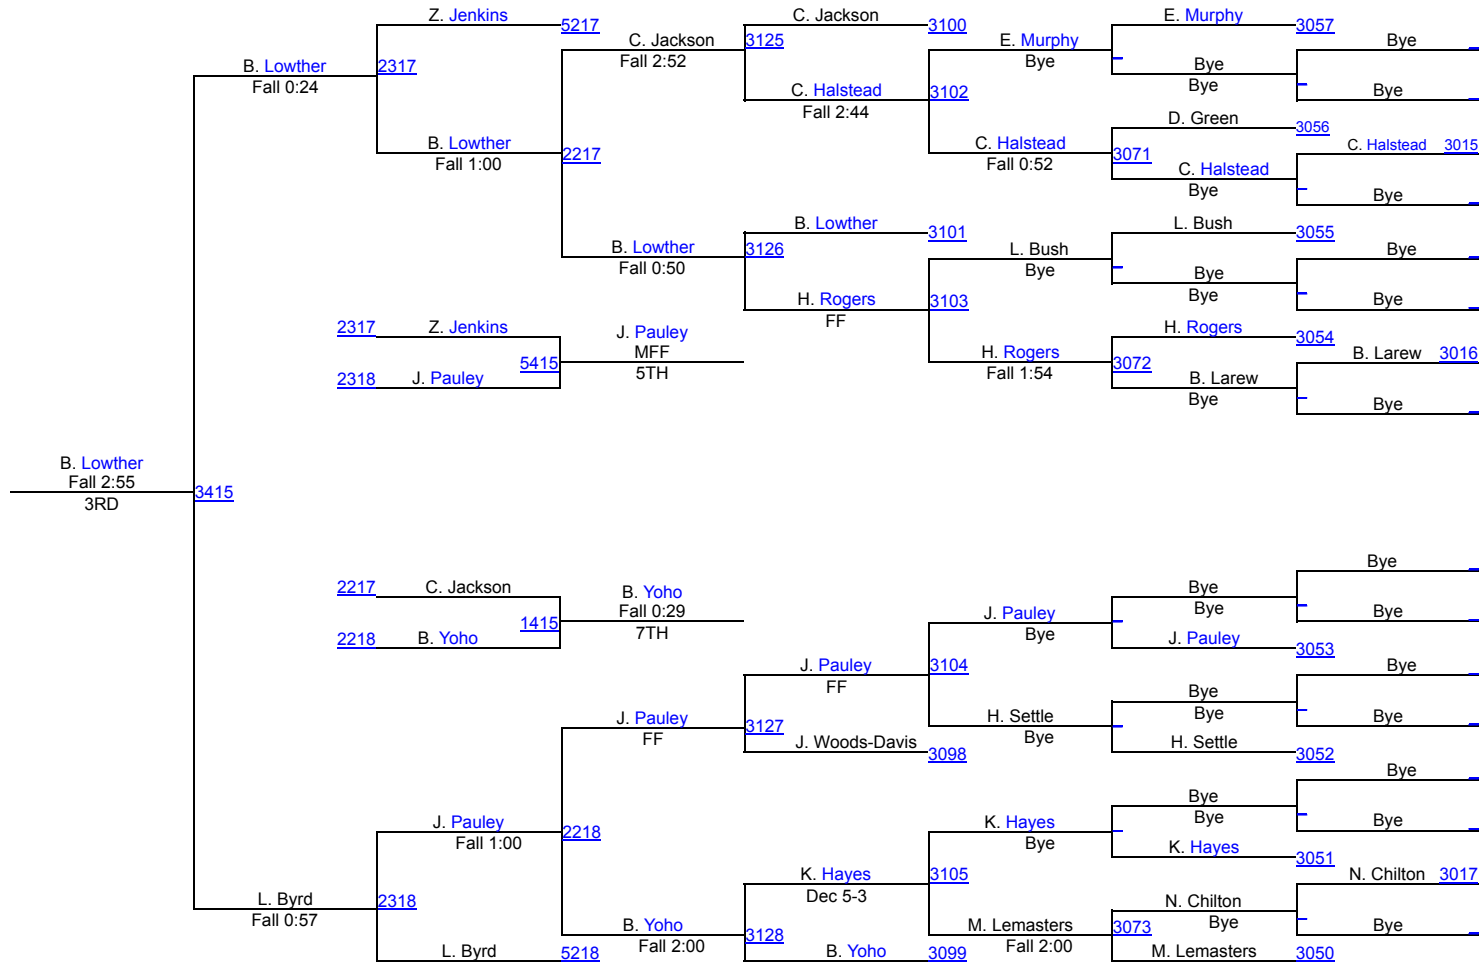 Z. Jenkins
5217
C. Jackson
3100
E. Murphy
3057
C. Jackson
3125
E. Murphy
Bye
Fall 2:52
Bye
B. Lowther
2317
Bye
Fall 0:24
Bye
C. Halstead
3102
Bye
Fall 2:44
D. Green
3056
B. Lowther
2217
C. Halstead
3071
C. Halstead
3015
Fall 1:00
Fall 0:52
C. Halstead
Bye
Bye
B. Lowther
3101
L. Bush
3055
B. Lowther
3126
L. Bush
Bye
Fall 0:50
Bye
Bye
Bye
H. Rogers
3103
Bye
FF
2317
Z. Jenkins
J. Pauley
H. Rogers
3054
MFF
H. Rogers
3072
B. Larew
3016
5415
5TH
Fall 1:54
2318
J. Pauley
B. Larew
Bye
Bye
B. Lowther
Fall 2:55
3415
3RD
Bye
2217
C. Jackson
B. Yoho
Bye
Fall 0:29
J. Pauley
Bye
Bye
1415
7TH
Bye
2218
B. Yoho
J. Pauley
3053
J. Pauley
3104
Bye
FF
Bye
J. Pauley
3127
H. Settle
Bye
Bye
FF
Bye
J. Woods-Davis
3098
H. Settle
3052
Bye
Bye
J. Pauley
2218
K. Hayes
Bye
Bye
Fall 1:00
Bye
K. Hayes
3051
K. Hayes
3105
N. Chilton
3017
Dec 5-3
L. Byrd
2318
N. Chilton
Fall 0:57
B. Yoho
3128
M. Lemasters
3073
Bye
Bye
Fall 2:00
Fall 2:00
L. Byrd
5218
B. Yoho
3099
M. Lemasters
3050